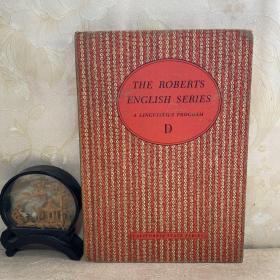 THE ROBERTS
ENGLISH SERIES
A LINGUISTICS PROGRAM
D